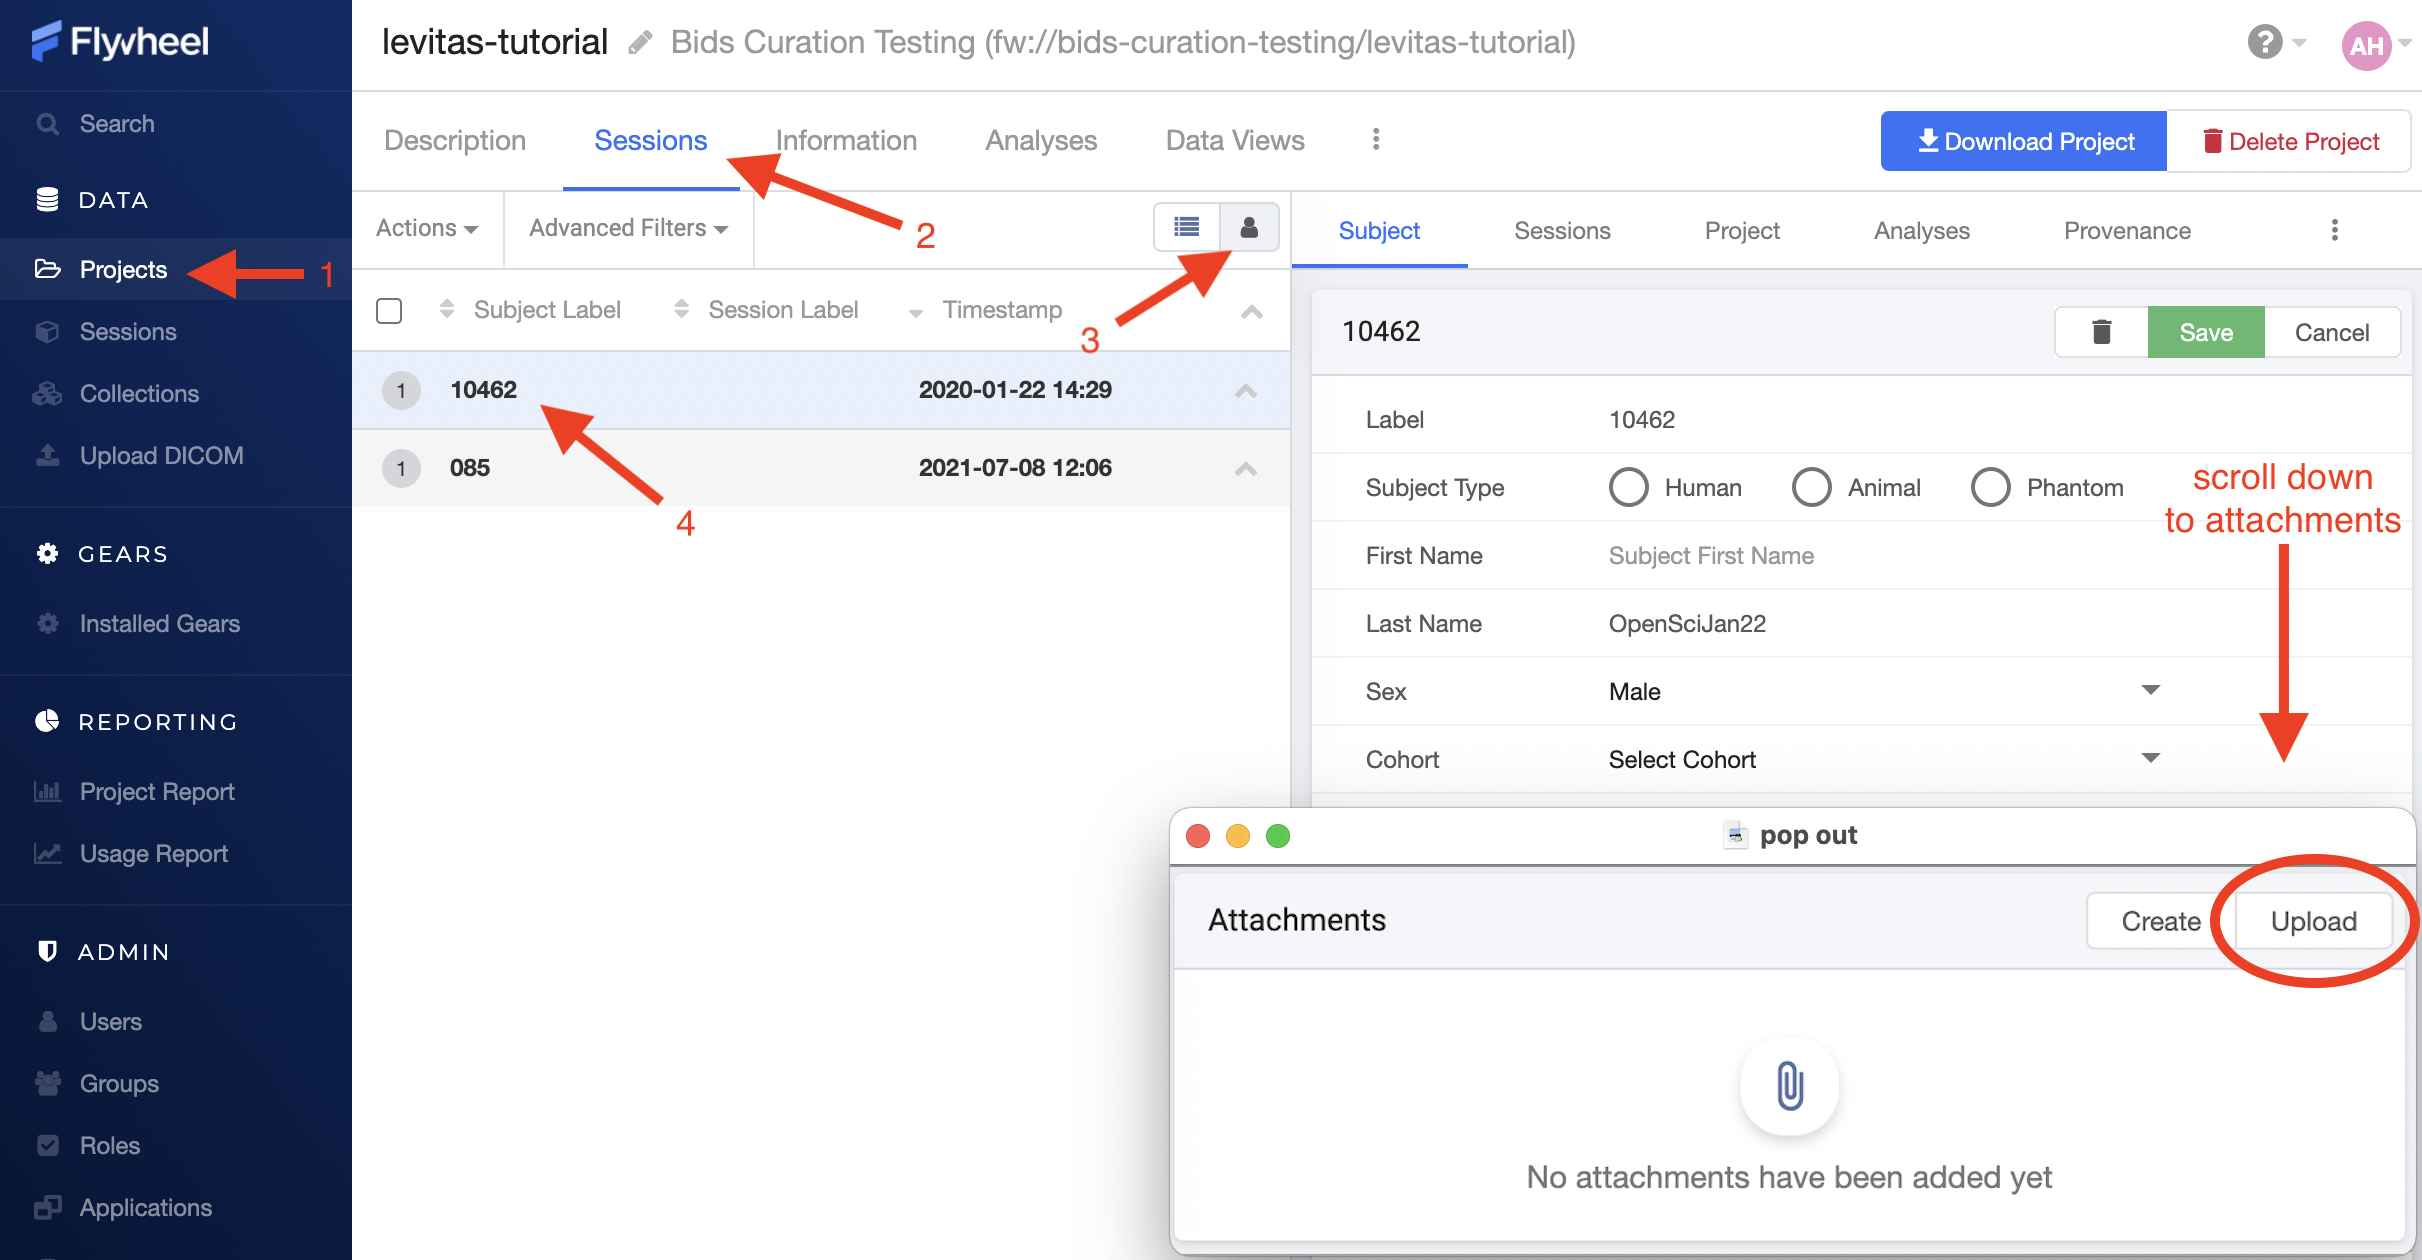 Flywheel
levitas-tutorial Bids Curation Testing (fw://bids-curation-testing/levitas-tutorial)
? AH
Search
DATA
Projects 1
Sessions
Collections
Upload DICOM
GEARS
Installed Gears
REPORTING
Project Report
Usage Report
ADMIN
Users
Groups
Roles
Applications
Description Sessions Information Analyses Data Views
Download Project Delete Project
2
Actions Advanced Filters
3
Subject Label Session Label Timestamp
1 10462 2020-01-22 14:29
1 085 2021-07-08 12:06
4
Subject Sessions Project Analyses Provenance
10462 Save Cancel
Label 10462
Subject Type Human Animal Phantom
scroll down
to attachments
First Name Subject First Name
Last Name OpenSciJan22
Sex Male
Cohort Select Cohort
pop out
Attachments Create Upload
No attachments have been added yet